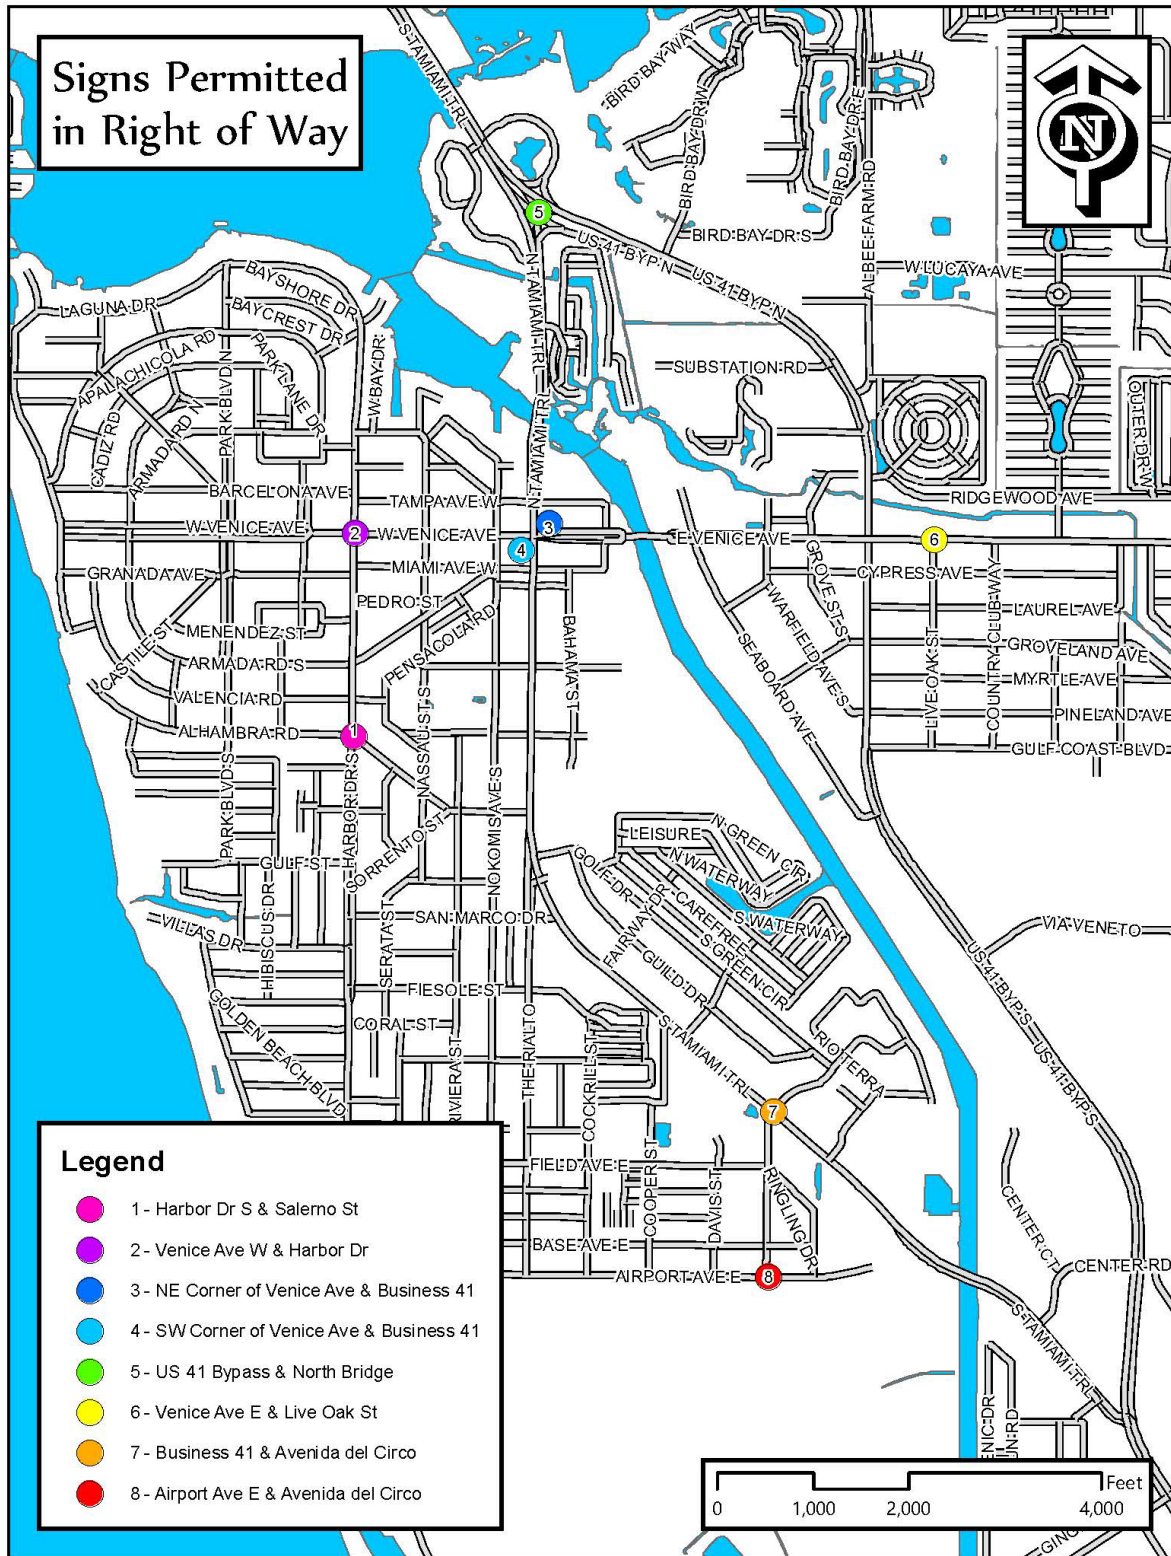 Signs Permitted
in Right of Way
N
S TAMIAMI TRL
BIRD BAY WAY
BIRD BAY DR N
BIRD BAY DR E
ALBEE FARM RD
5
BIRD BAY DR S
US 41 BYP N
US 41 BYP N
W LUCAYA AVE
N TAMIAMI TRL
BAYSHORE DR
LAGUNA DR
BAYCREST DR
APALACHICOLA RD
PARK BLVD N
PARK LANE DR
W BAY DR
SUBSTATION RD
CADIZ RD
ARMADA RD N
N TAMIAMI TRL
OUTER DR W
BARCELONA AVE
TAMPA AVE W
RIDGEWOOD AVE
W VENICE AVE
2
W VENICE AVE
3
4
E VENICE AVE
6
GRANADA AVE
MIAMI AVE W
GROVE ST S
CYPRESS AVE
COUNTRY CLUB WAY
PEDRO ST
WARFIELD AVE S
LAUREL AVE
CASTILE ST
MENENDEZ ST
PENSACOLA RD
BAHAMA ST
SEABOARD AVE
LIVE OAK ST
GROVELAND AVE
ARMADA RD S
MYRTLE AVE
VALENCIA RD
NASSAU ST S
PINELAND AVE
ALHAMBRA RD
1
GULF COAST BLVD
PARK BLVD S
HARBOR DR S
NOKOMIS AVE S
SORRENTO ST
LEISURE
N GREEN CIR
GULF ST
GOLF DR
N WATERWAY
HIBISCUS DR
FAIRWAY DR
CAREFREE
S WATERWAY
VILLAS DR
SERATA ST
SAN MARCO DR
S GREEN CIR
VIA VENETO
GUILD DR
US 41 BYP S
FIESOLE ST
GOLDEN BEACH BLVD
CORAL ST
THE RIALTO
S TAMIAMI TRL
RIO TERRA
US 41 BYP S
RIVIERA ST
COCKRILL ST
7
FIELD AVE E
COOPER ST
DAVIS ST
RINGLING DR
CENTER CT
BASE AVE E
AIRPORT AVE E
8
CENTER RD
S TAMIAMI TRL
Legend
1 - Harbor Dr S & Salerno St
2 - Venice Ave W & Harbor Dr
3 - NE Corner of Venice Ave & Business 41
4 - SW Corner of Venice Ave & Business 41
5 - US 41 Bypass & North Bridge
6 - Venice Ave E & Live Oak St
7 - Business 41 & Avenida del Circo
8 - Airport Ave E & Avenida del Circo
Feet
0 1,000 2,000 4,000